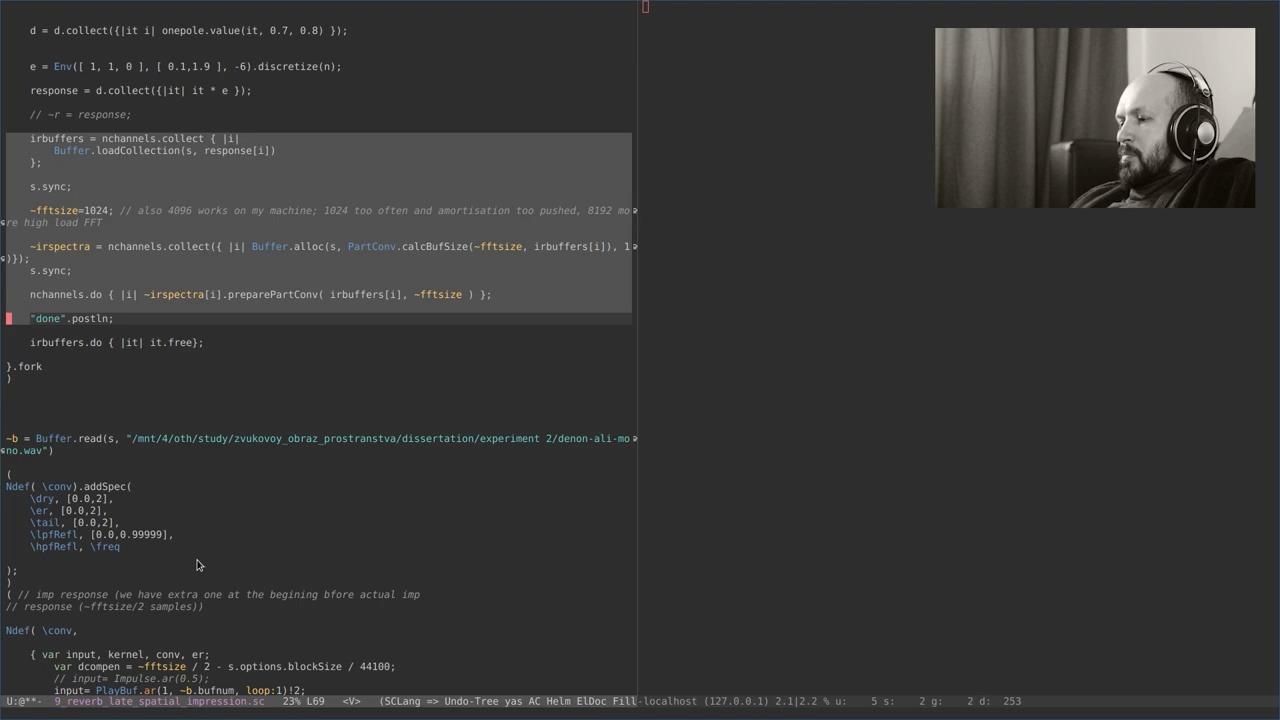 d = d.collect({|it i| onepole.value(it, 0.7, 0.8) });
e = Env([ 1, 1, 0 ], [ 0.1,1.9 ], -6).discretize(n);
response = d.collect({|it| it * e });
// ~r = response;
irbuffers = nchannels.collect { |i|
Buffer.loadCollection(s, response[i])
};
s.sync;
~fftsize=1024; // also 4096 works on my machine; 1024 too often and amortisation too pushed, 8192 mo
re high load FFT
~irspectra = nchannels.collect({ |i| Buffer.alloc(s, PartConv.calcBufSize(~fftsize, irbuffers[i]), 1
)});
s.sync;
nchannels.do { |i| ~irspectra[i].preparePartConv( irbuffers[i], ~fftsize ) };
"done".postln;
irbuffers.do { |it| it.free};
}.fork
)
~b = Buffer.read(s, "/mnt/4/oth/study/zvukovoy_obraz_prostranstva/dissertation/experiment 2/denon-ali-mo
no.wav")
(
Ndef( \conv).addSpec(
\dry, [0.0,2],
\er, [0.0,2],
\tail, [0.0,2],
\lpfRefl, [0.0,0.99999],
\hpfRefl, \freq
);
)
( // imp response (we have extra one at the begining bfore actual imp
// response (~fftsize/2 samples))
Ndef( \conv,
{ var input, kernel, conv, er;
var dcompen = ~fftsize / 2 - s.options.blockSize / 44100;
// input= Impulse.ar(0.5);
input= PlayBuf.ar(1, ~b.bufnum, loop:1)!2;
U:@**- 9_reverb_late_spatial_impression.sc 23% L69 <V> (SCLang => Undo-Tree yas AC Helm ElDoc Fill-localhost (127.0.0.1) 2.1|2.2 % u: 5 s: 2 g: 2 d: 253